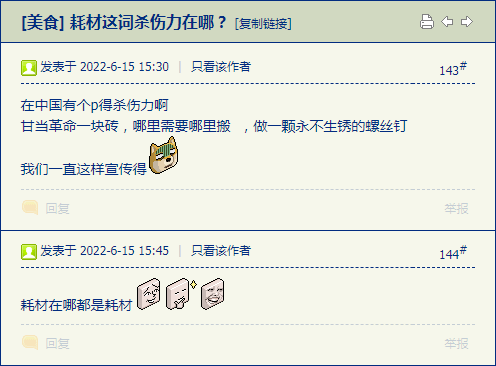 [美食] 耗材这词杀伤力在哪？ [复制链接]
发表于 2022-6-15 15:30 | 只看该作者 143#
在中国有个p得杀伤力啊
甘当革命一块砖，哪里需要哪里搬 ，做一颗永不生锈的螺丝钉
我们一直这样宣传得
回复 举报
发表于 2022-6-15 15:45 | 只看该作者 144#
耗材在哪都是耗材
回复 举报